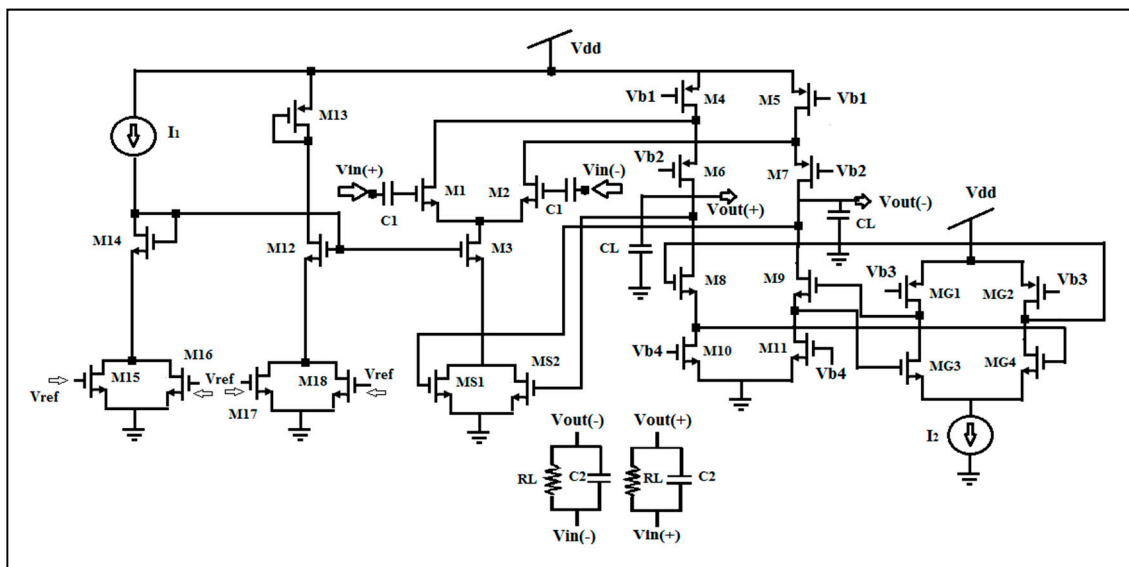 Vdd
Vb1 M4 M5 Vb1
I1 M13
Vin(+) Vb2 M6 M7 Vb2
Vin(-)
M1 M2
C1 C1
Vout(+) Vout(-)
CL CL
Vdd
M14 M12 M3
M8 M9 Vb3 MG1 MG2 Vb3
Vb4 M10 M11 Vb4
MG3 MG4
M16 MS2
M15 Vref M18 Vref MS1
Vref M17
I2
Vout(-) Vout(+)
RL C2 RL C2
Vin(-) Vin(+)